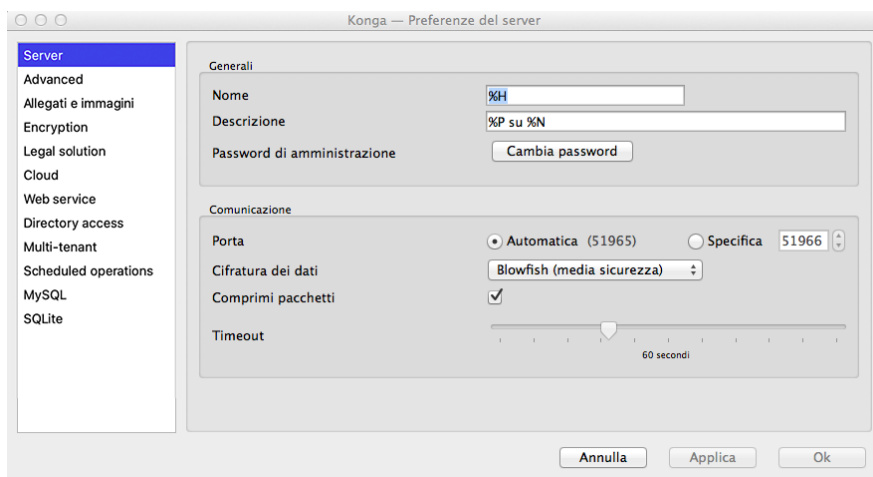 Konga — Preferenze del server
Server
Advanced
Allegati e immagini
Encryption
Legal solution
Cloud
Web service
Directory access
Multi-tenant
Scheduled operations
MySQL
SQLite
Generali
Nome %H
Descrizione %P su %N
Password di amministrazione Cambia password
Comunicazione
Porta Automatica (51965) Specifica 51966
Cifratura dei dati Blowfish (media sicurezza)
Comprimi pacchetti
Timeout
60 secondi
Annulla Applica Ok